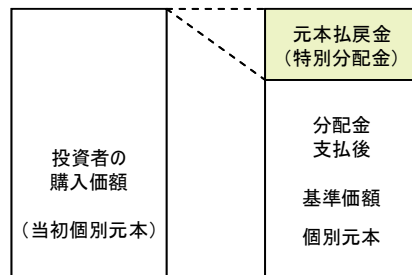 投資者の
購入価額
（当初個別元本）
元本払戻金
（特別分配金）
分配金
支払後
基準価額
個別元本